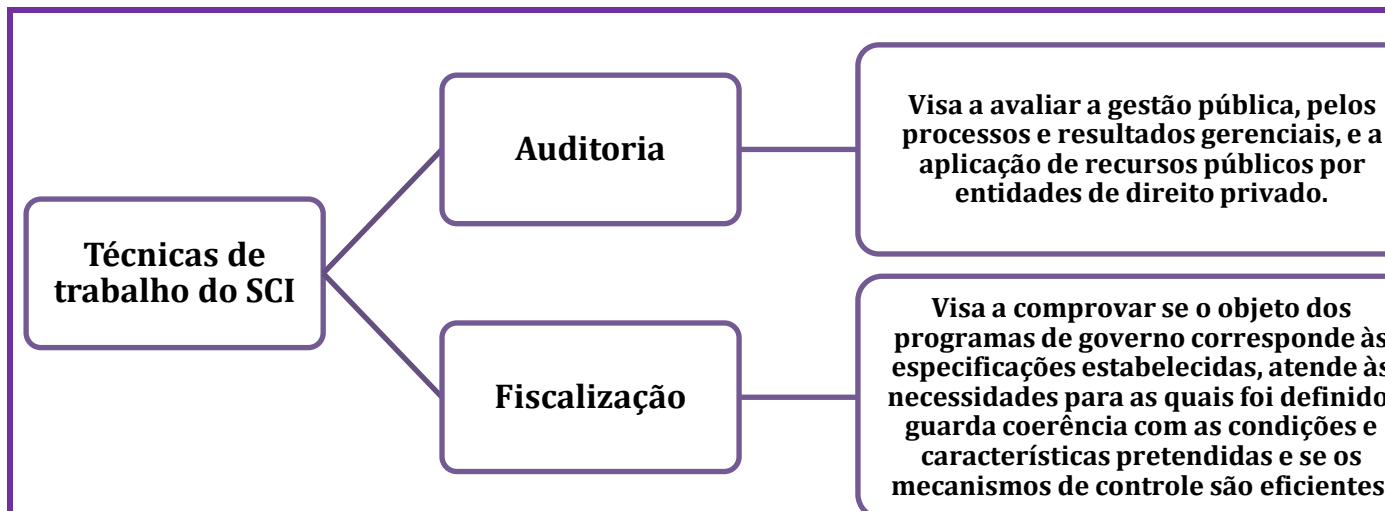 Técnicas de
trabalho do SCI
Auditoria
Visa a avaliar a gestão pública, pelos
processos e resultados gerenciais, e a
aplicação de recursos públicos por
entidades de direito privado.
Fiscalização
Visa a comprovar se o objeto dos
programas de governo corresponde às
especificações estabelecidas, atende às
necessidades para as quais foi definido
guarda coerência com as condições e
características pretendidas e se os
mecanismos de controle são eficientes